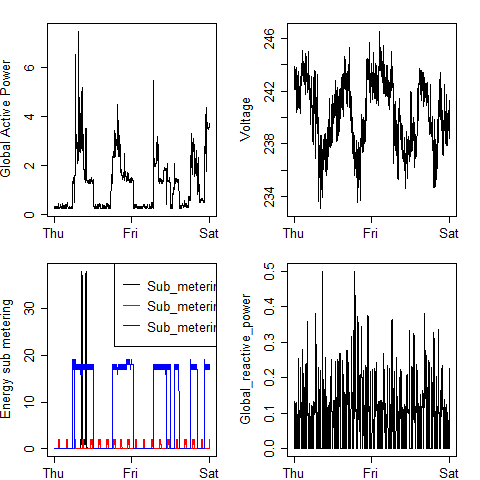 Global Active Power
0 2 4 6
Thu Fri Sat
Voltage
234 238 242 246
Thu Fri Sat
Energy sub metering
0 10 20 30
Sub_meterin
Sub_meterin
Sub_meterin
Thu Fri Sat
Global_reactive_power
0.0 0.1 0.2 0.3 0.4 0.5
Thu Fri Sat